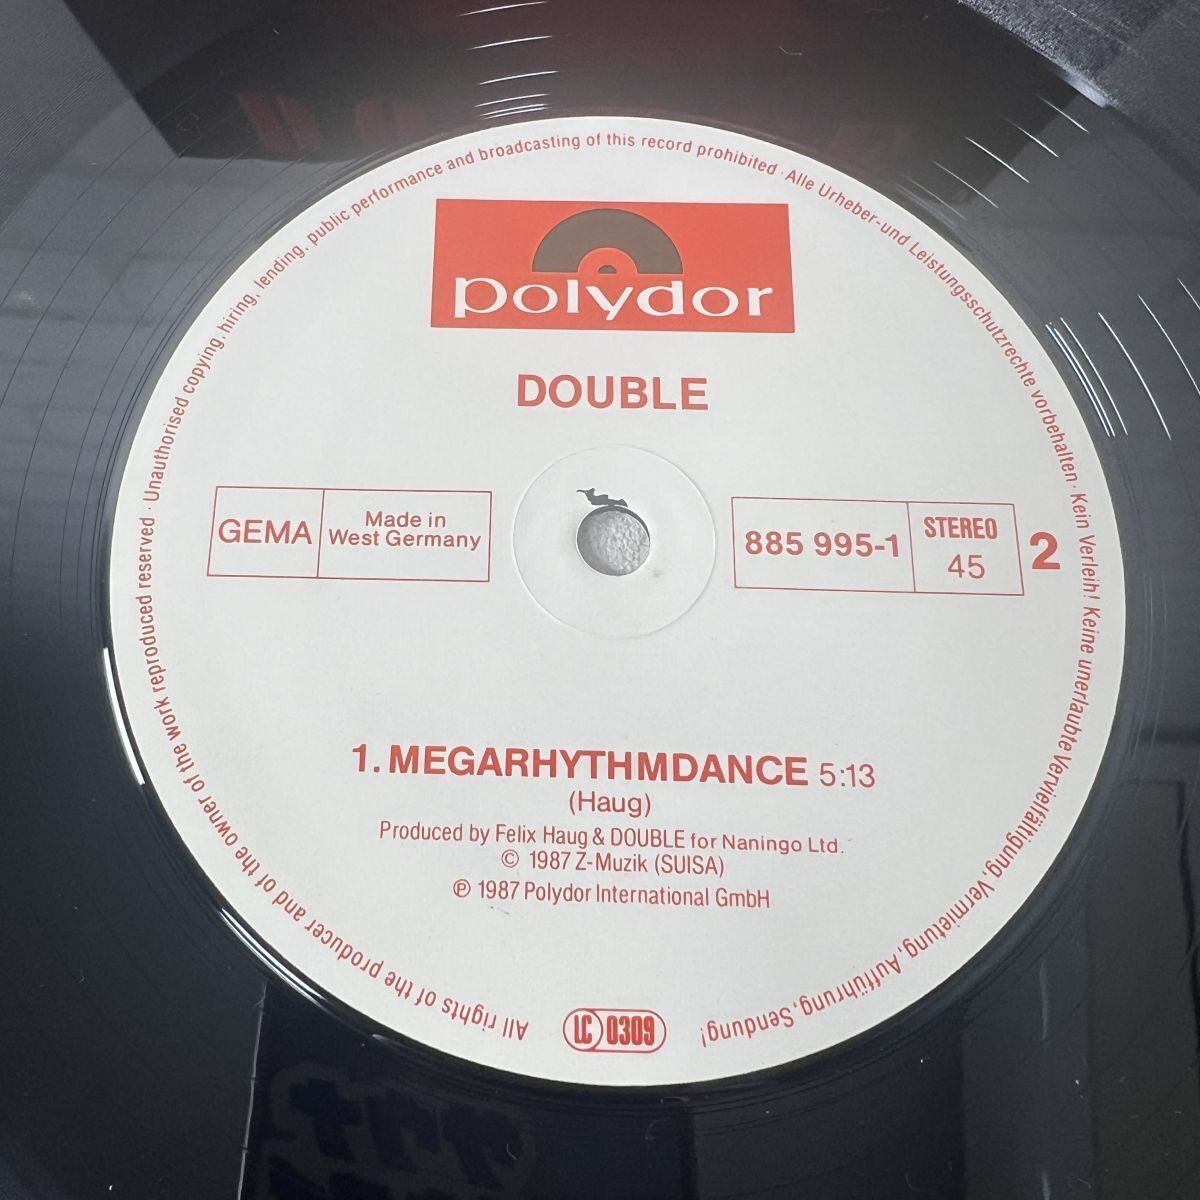 polydor
DOUBLE
GEMA
Made in
West Germany
885 995-1
STEREO
45
2
1. MEGARHYTHMDANCE 5:13
(Haug)
Produced by Felix Haug & DOUBLE for Naningo Ltd.
© 1987 Z-Muzik (SUISA)
℗ 1987 Polydor International GmbH
LC 0309
All rights of the producer and of the owner of the work reproduced reserved · Unauthorised copying, hiring, lending, public performance and broadcasting of this record prohibited · Alle Urheber-und Leistungsschutzrechte vorbehalten · Kein Verleih! Keine unerlaubte Vervielfältigung, Vermietung, Aufführung, Sendung!